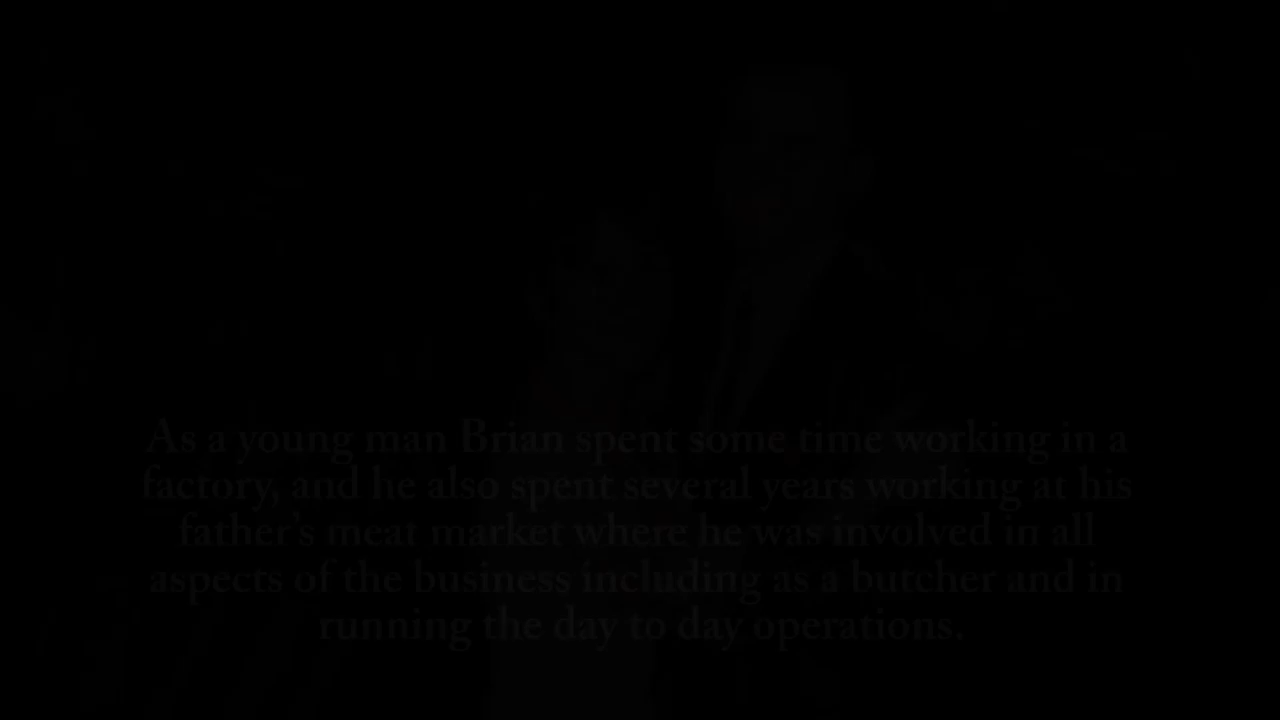 As a young man Brian spent some time working in a
factory, and he also spent several years working at his
father's meat market where he was involved in all
aspects of the business including as a butcher and in
running the day to day operations.